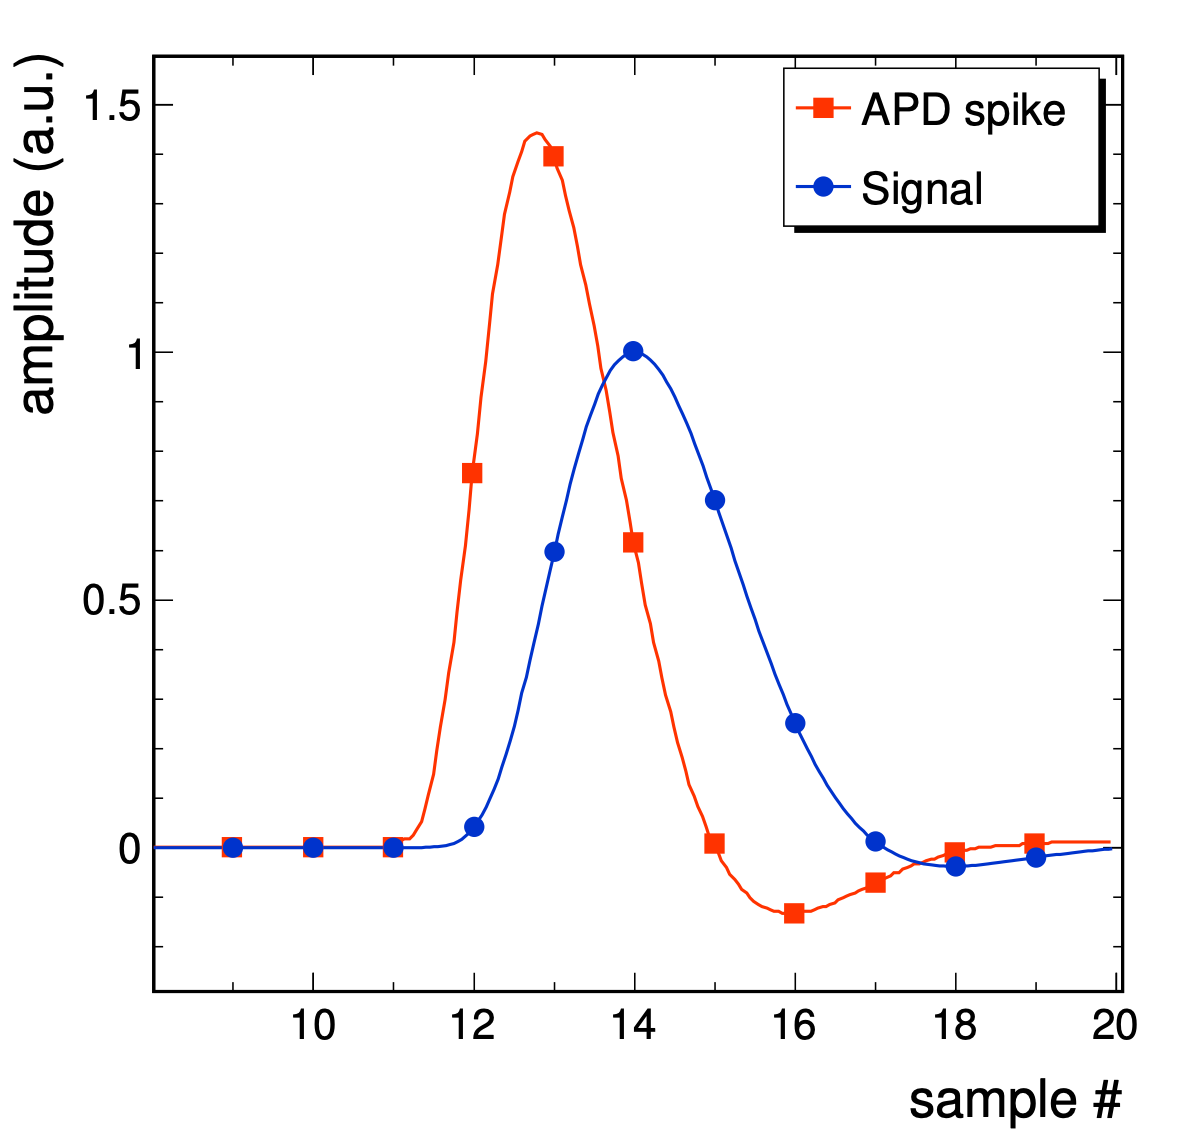 amplitude (a.u.)
1.5
1
0.5
0
APD spike
Signal
10 12 14 16 18 20
sample #